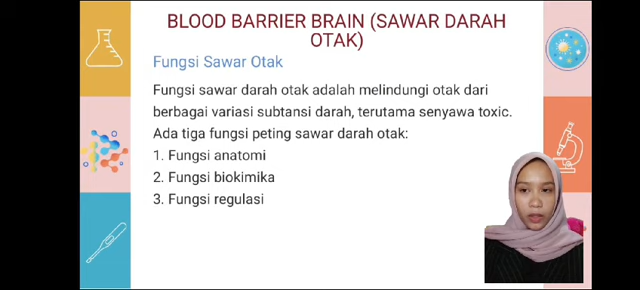 BLOOD BARRIER BRAIN (SAWAR DARAH
OTAK)
Fungsi Sawar Otak
Fungsi sawar darah otak adalah melindungi otak dari
berbagai variasi subtansi darah, terutama senyawa toxic.
Ada tiga fungsi peting sawar darah otak:
1. Fungsi anatomi
2. Fungsi biokimika
3. Fungsi regulasi